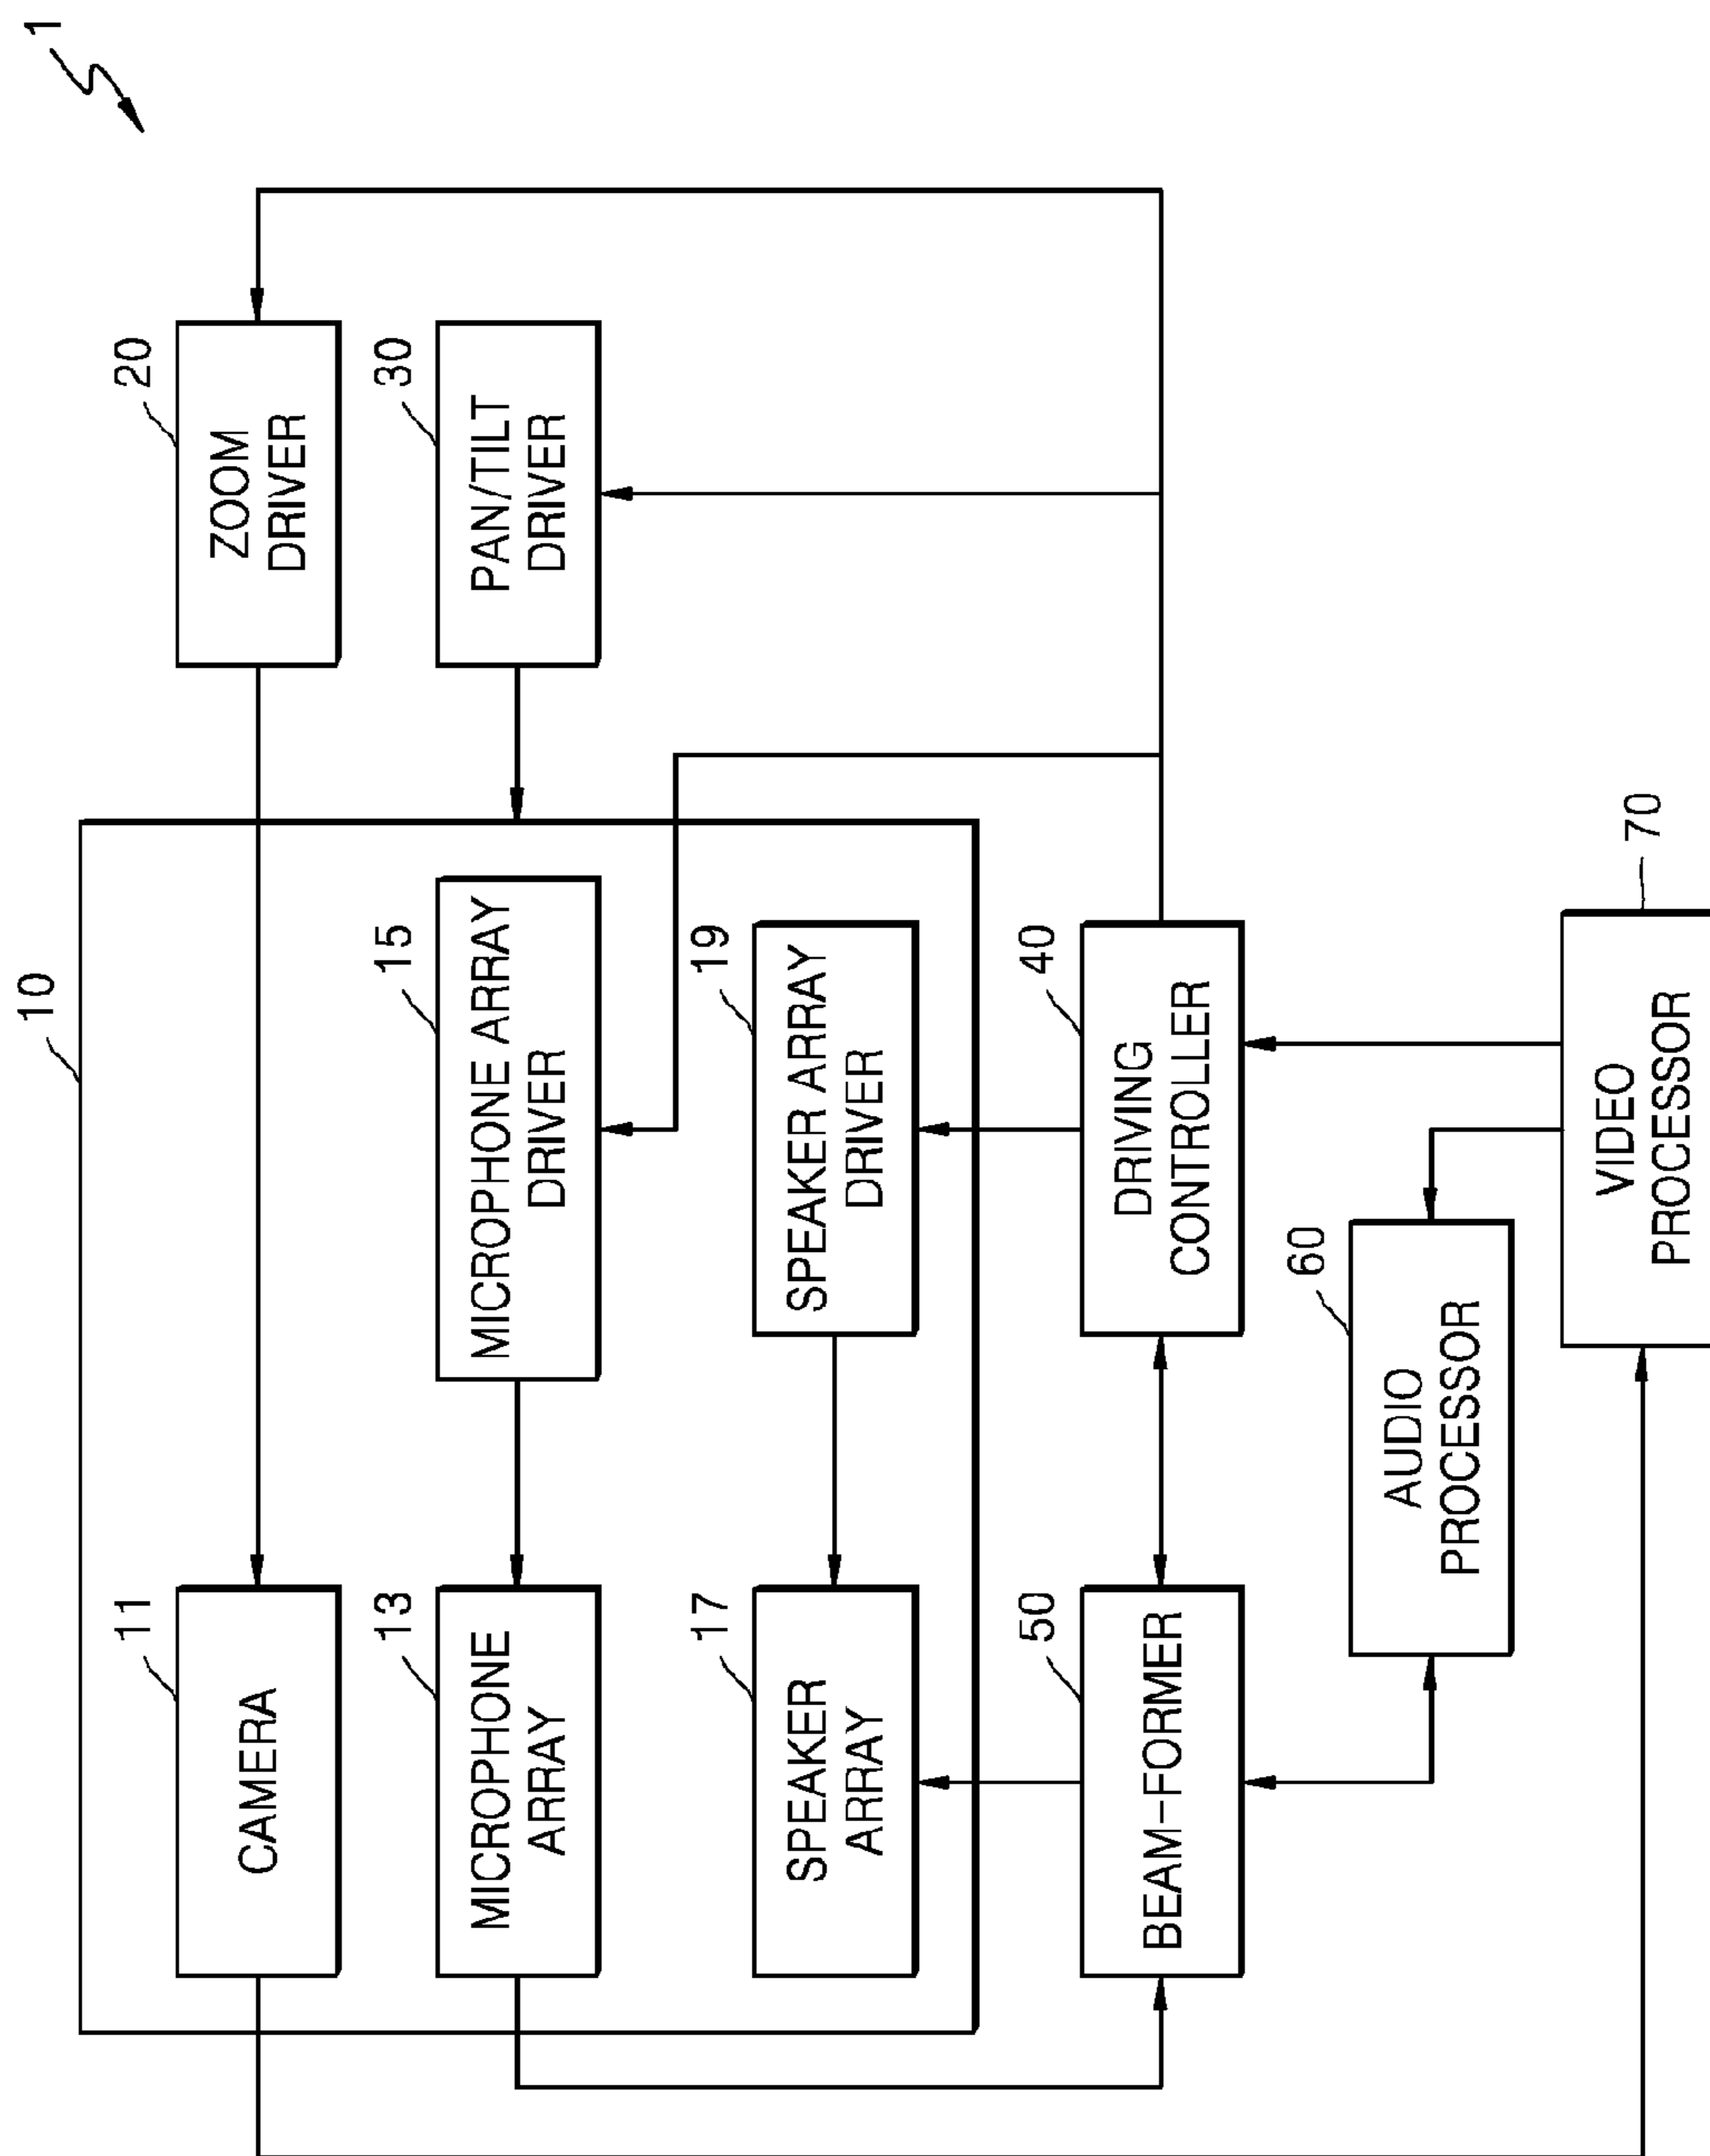 1
10
11
CAMERA
20
ZOOM
DRIVER
13
MICROPHONE
ARRAY
15
MICROPHONE ARRAY
DRIVER
30
PAN/TILT
DRIVER
17
SPEAKER
ARRAY
19
SPEAKER ARRAY
DRIVER
50
BEAM-FORMER
40
DRIVING
CONTROLLER
60
AUDIO
PROCESSOR
70
VIDEO
PROCESSOR